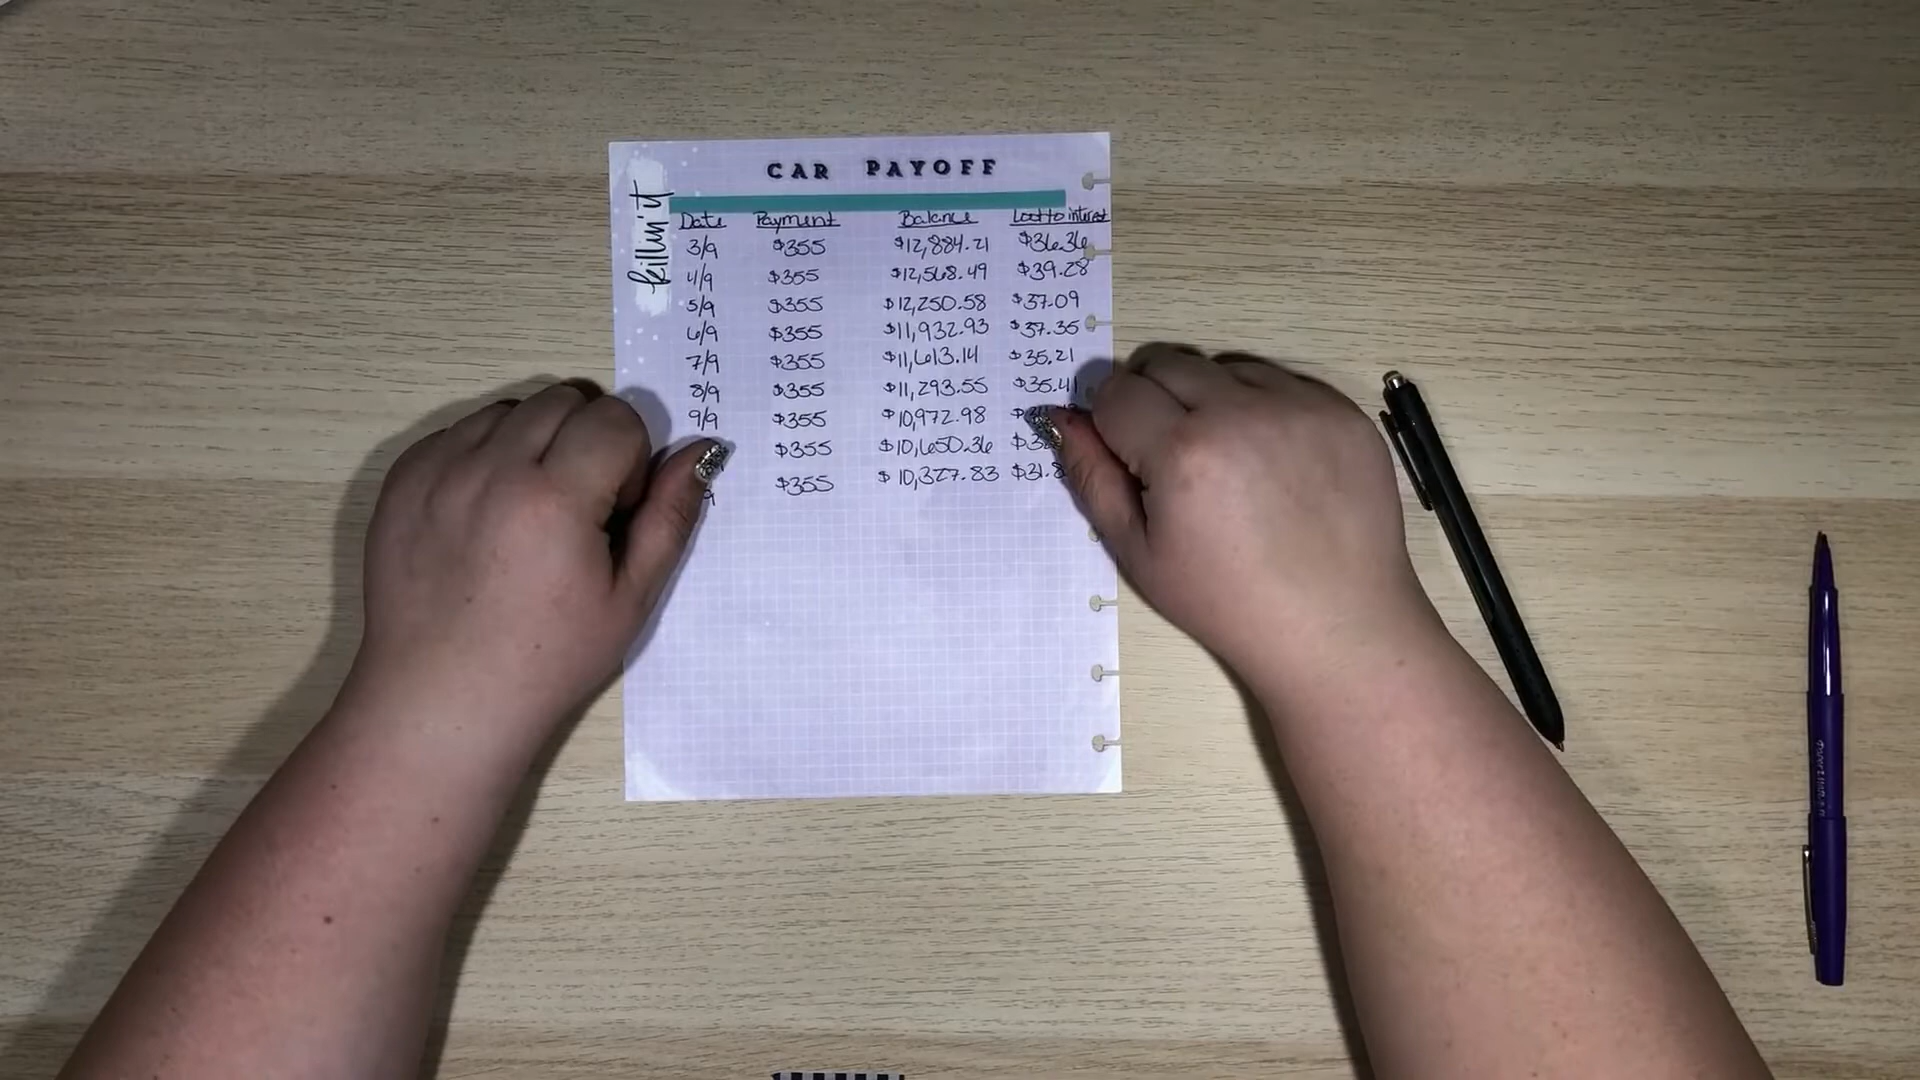 CAR PAYOFF
killin' it
Date Payment Balance Lost to interest
3/9 $355 $12,884.21 $36.36
4/9 $355 $12,568.49 $39.28
5/9 $355 $12,250.58 $37.09
6/9 $355 $11,932.93 $37.35
7/9 $355 $11,613.14 $35.21
8/9 $355 $11,293.55 $35.41
9/9 $355 $10,972.98
$355 $10,650.36
$355 $10,327.83 $31.8